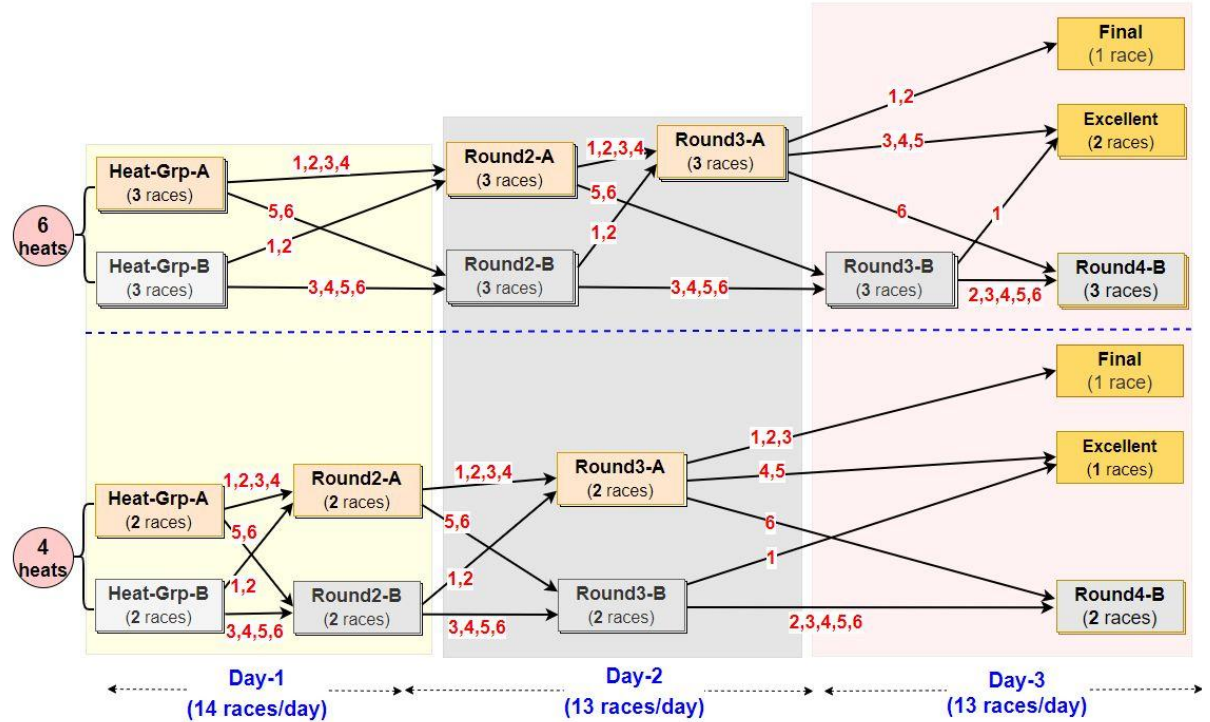 Final
(1 race)
1,2
Excellent
(2 races)
3,4,5
Round3-A
(3 races)
1,2,3,4
Round2-A
(3 races)
1,2,3,4
Heat-Grp-A
(3 races)
5,6
5,6
1
6
6
heats
1,2
1,2
Heat-Grp-B
(3 races)
3,4,5,6
Round2-B
(3 races)
3,4,5,6
Round3-B
(3 races)
2,3,4,5,6
Round4-B
(3 races)
Final
(1 race)
1,2,3
Excellent
(1 races)
4,5
Round3-A
(2 races)
1,2,3,4
Round2-A
(2 races)
1,2,3,4
Heat-Grp-A
(2 races)
5,6
5,6
6
4
heats
1,2
1,2
1
Heat-Grp-B
(2 races)
3,4,5,6
Round2-B
(2 races)
3,4,5,6
Round3-B
(2 races)
2,3,4,5,6
Round4-B
(2 races)
Day-1
(14 races/day)
Day-2
(13 races/day)
Day-3
(13 races/day)